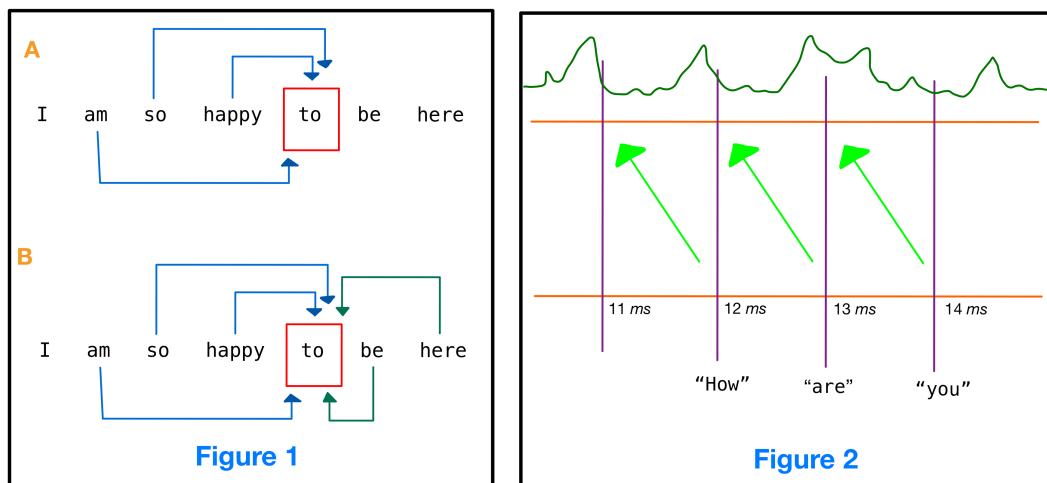 A
I am so happy to be here
B
I am so happy to be here
Figure 1
11 ms 12 ms 13 ms 14 ms
“How” “are” “you”
Figure 2